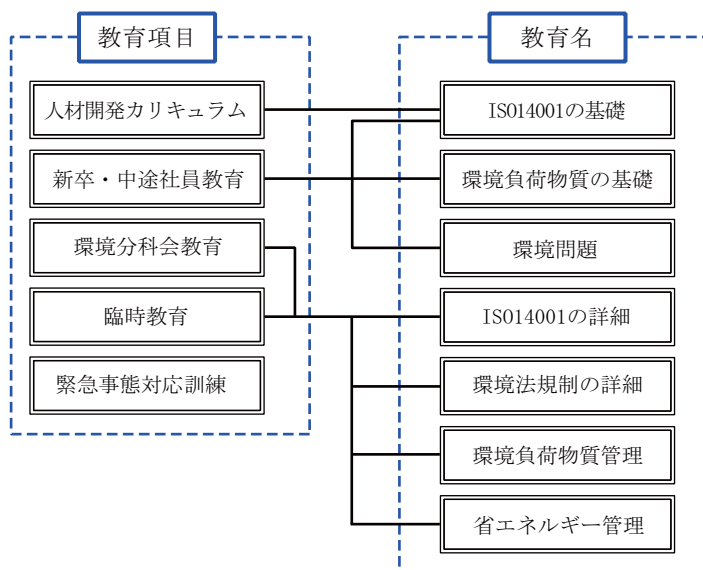 教育項目
教育名
人材開発カリキュラム
新卒・中途社員教育
環境分科会教育
臨時教育
緊急事態対応訓練
ISO14001の基礎
環境負荷物質の基礎
環境問題
ISO14001の詳細
環境法規制の詳細
環境負荷物質管理
省エネルギー管理